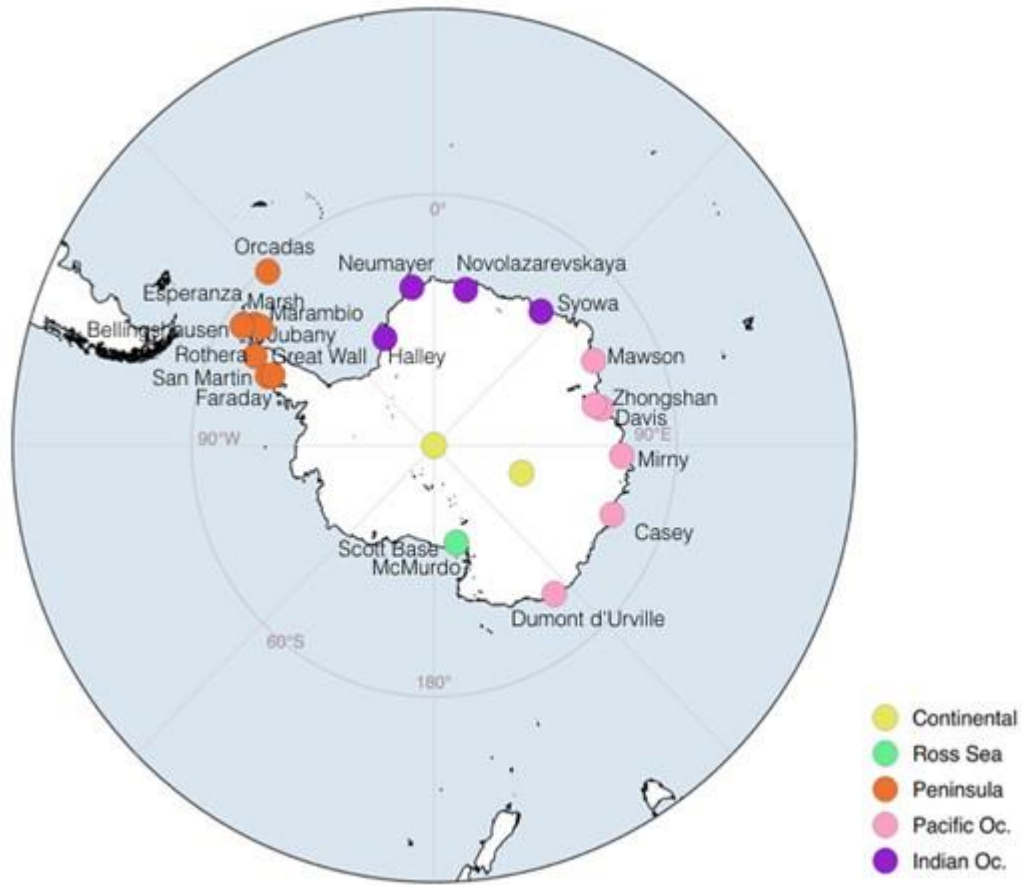 0°
Orcadas
Neumayer
Novolazarevskaya
Esperanza
Marsh
Syowa
Marambio
Bellingshausen
Jubany
Rothera
Great Wall
Halley
Mawson
San Martin
Faraday
Zhongshan
Davis
90°W
90°E
Mirny
Casey
Scott Base
McMurdo
Dumont d'Urville
60°S
180°
Continental
Ross Sea
Peninsula
Pacific Oc.
Indian Oc.